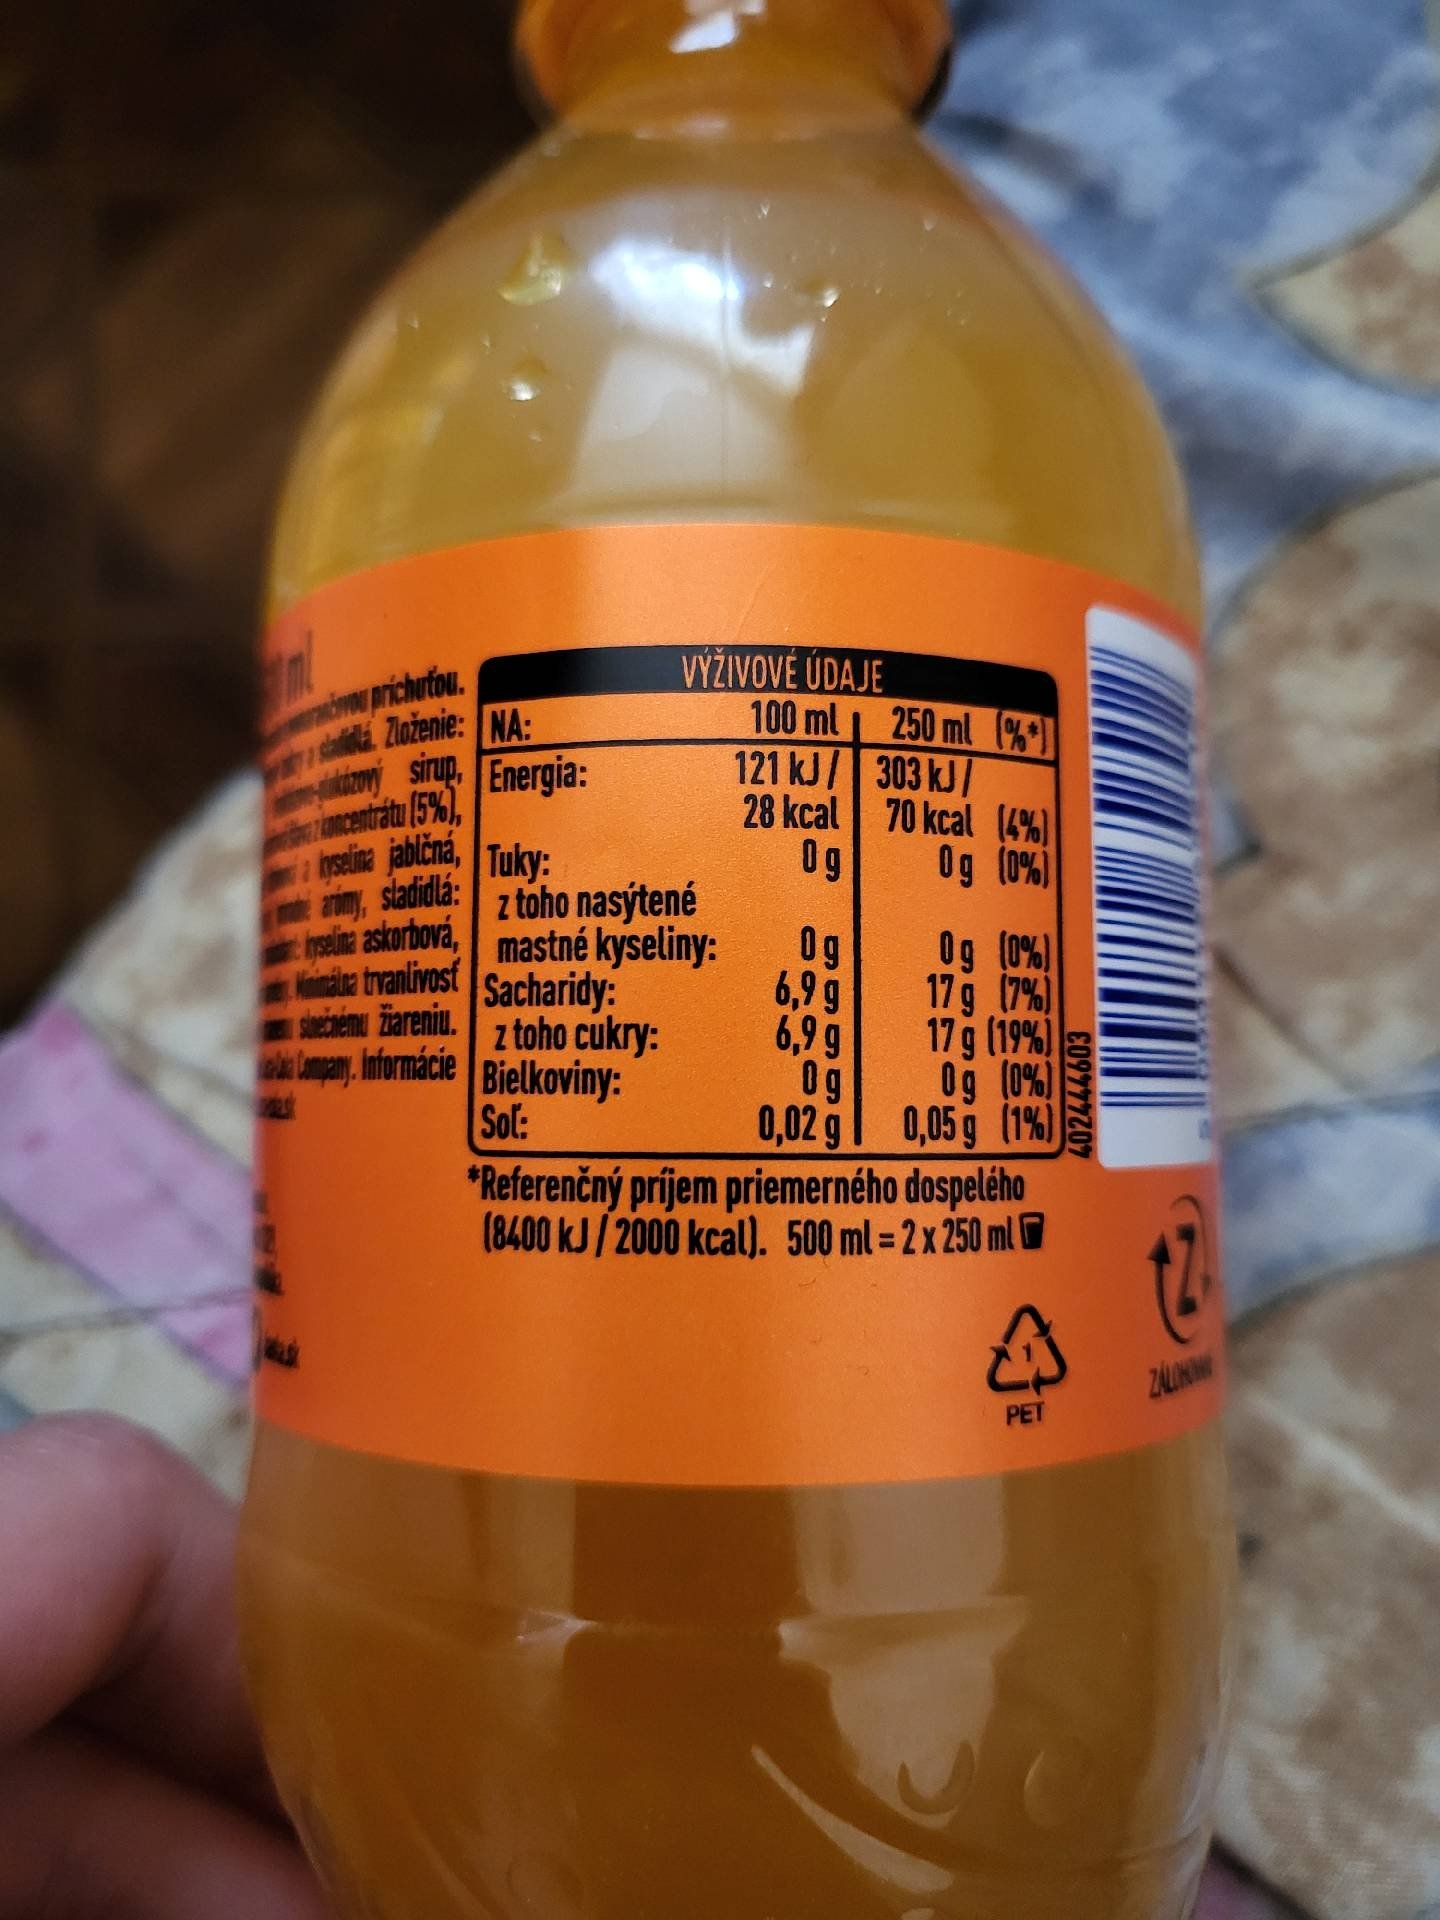 ml
príchuťou.
Zloženie:
sirup,
koncentrátu (5%),
kyselina jablčná,
arómy, sladidlá:
kyselina askorbová,
Minimálna trvanlivosť
slnečnému žiareniu.
Company. Informácie
VÝŽIVOVÉ ÚDAJE
NA: 100 ml 250 ml (%*)
Energia: 121 kJ / 303 kJ /
28 kcal 70 kcal (4%)
Tuky: 0 g 0 g (0%)
z toho nasýtené
mastné kyseliny: 0 g 0 g (0%)
Sacharidy: 6,9 g 17 g (7%)
z toho cukry: 6,9 g 17 g (19%)
Bielkoviny: 0 g 0 g (0%)
Soľ: 0,02 g 0,05 g (1%)
*Referenčný príjem priemerného dospelého
(8400 kJ / 2000 kcal). 500 ml = 2 x 250 ml
402444603
1
PET
Z